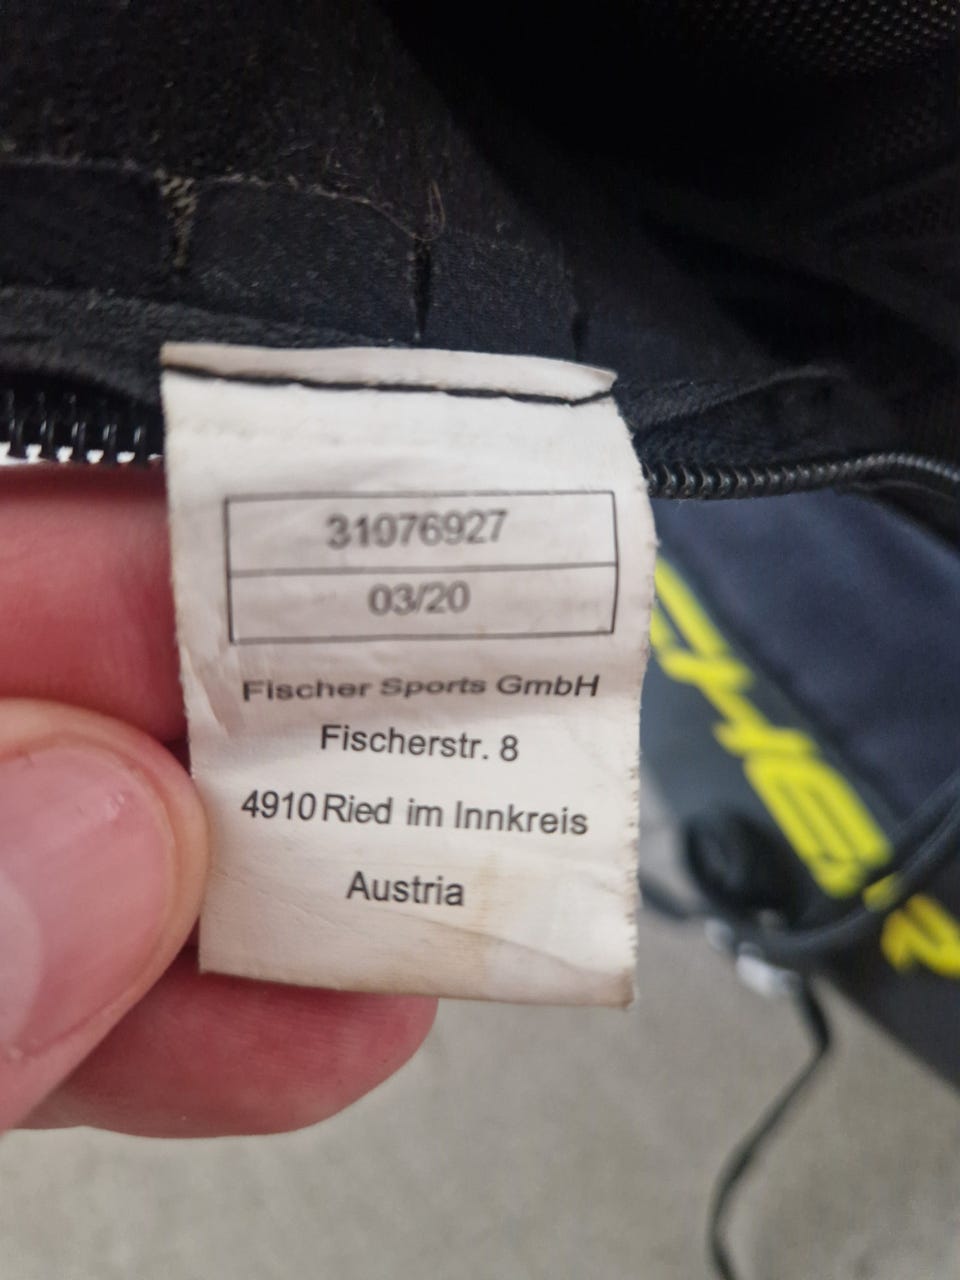 31076927
03/20
Fischer Sports GmbH
Fischerstr. 8
4910 Ried im Innkreis
Austria